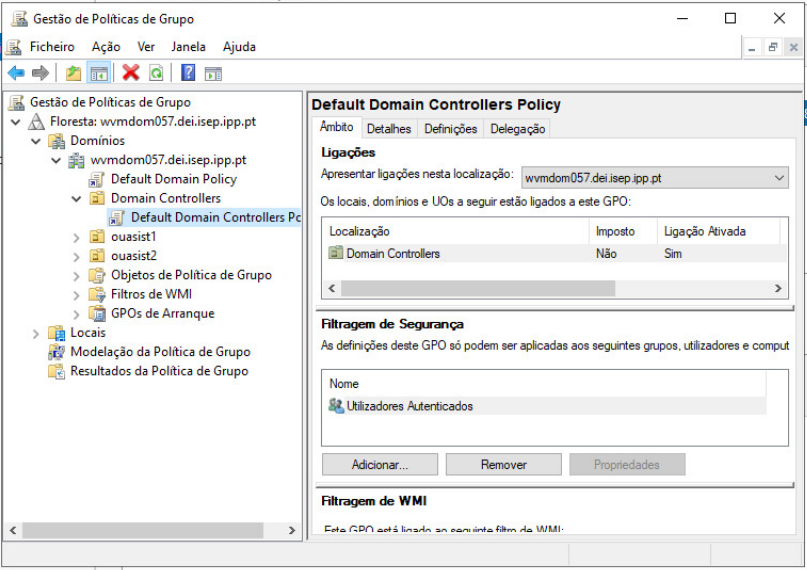 Gestão de Políticas de Grupo
Ficheiro Ação Ver Janela Ajuda
Gestão de Políticas de Grupo
Floresta: wvmdom057.dei.isep.ipp.pt
Domínios
wvmdom057.dei.isep.ipp.pt
Default Domain Policy
Domain Controllers
Default Domain Controllers Pc
ouasist1
ouasist2
Objetos de Política de Grupo
Filtros de WMI
GPOs de Arranque
Locais
Modelação da Política de Grupo
Resultados da Política de Grupo
Default Domain Controllers Policy
Âmbito Detalhes Definições Delegação
Ligações
Apresentar ligações nesta localização: wvmdom057.dei.isep.ipp.pt
Os locais, domínios e UOs a seguir estão ligados a este GPO:
Localização Imposto Ligação Ativada
Domain Controllers Não Sim
Filtragem de Segurança
As definições deste GPO só podem ser aplicadas aos seguintes grupos, utilizadores e comput
Nome
Utilizadores Autenticados
Adicionar... Remover Propriedades
Filtragem de WMI
Este GPO está ligado ao seguinte filtro de WMI: